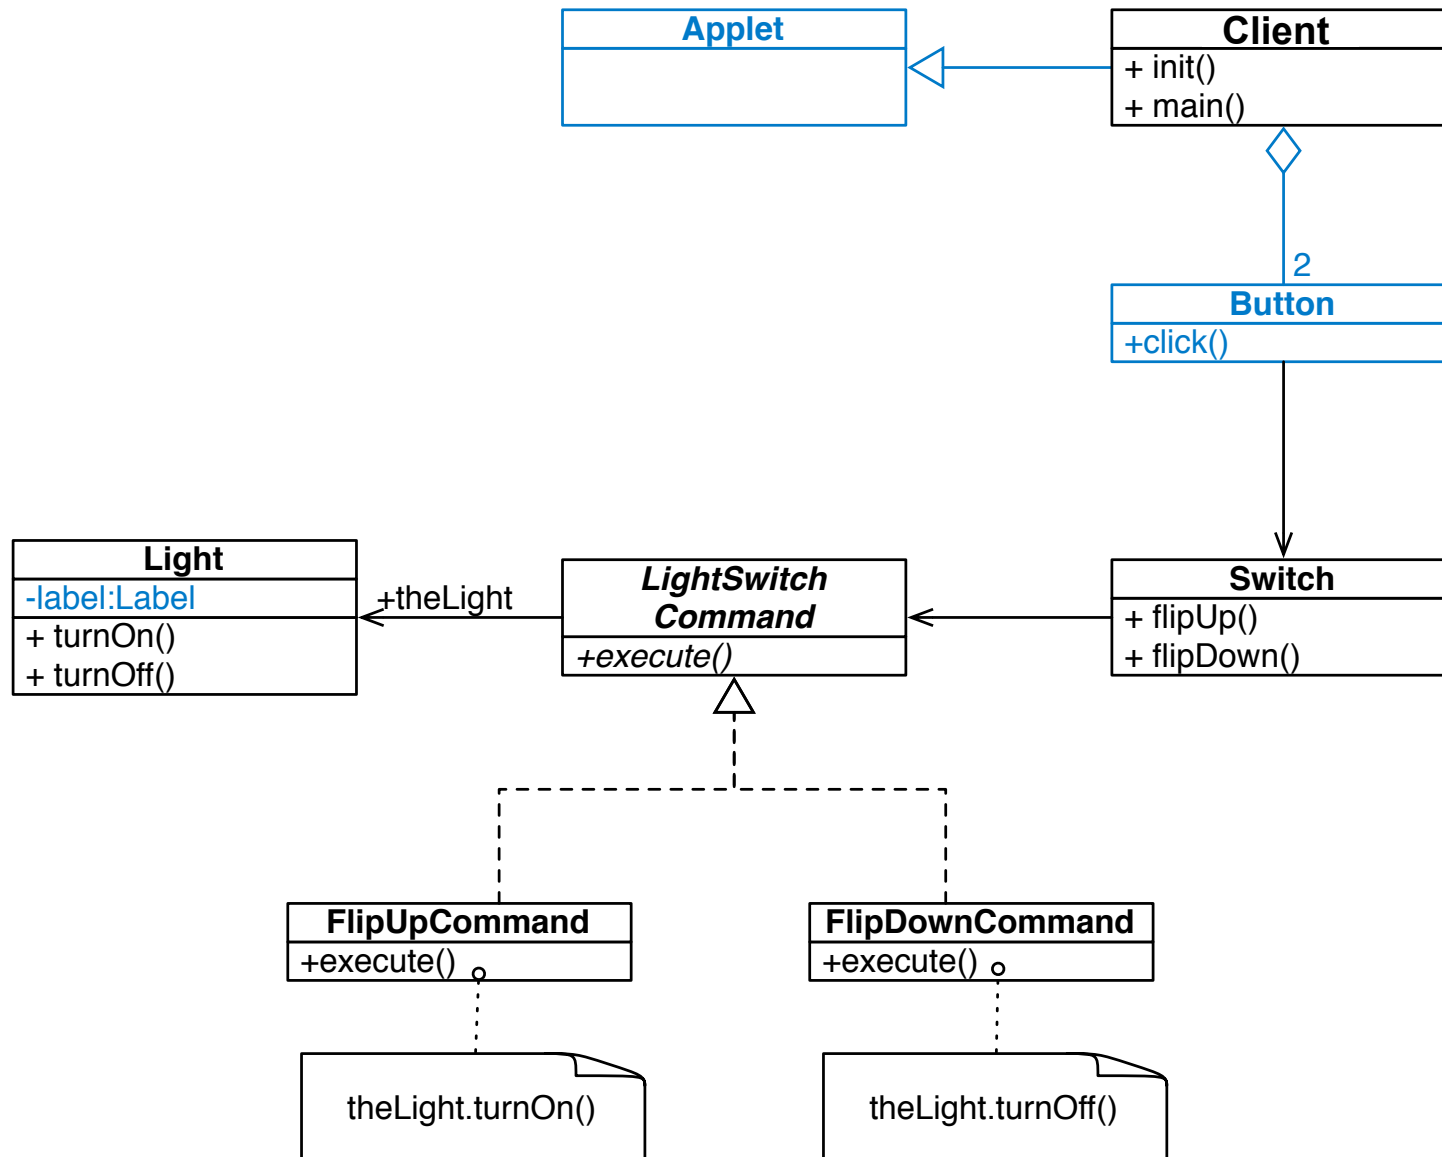 Applet
Client
+ init()
+ main()
2
Button
+click()
Light
-label:Label
+ turnOn()
+ turnOff()
+theLight
LightSwitch
Command
+execute()
Switch
+ flipUp()
+ flipDown()
FlipUpCommand
+execute()
FlipDownCommand
+execute()
theLight.turnOn()
theLight.turnOff()